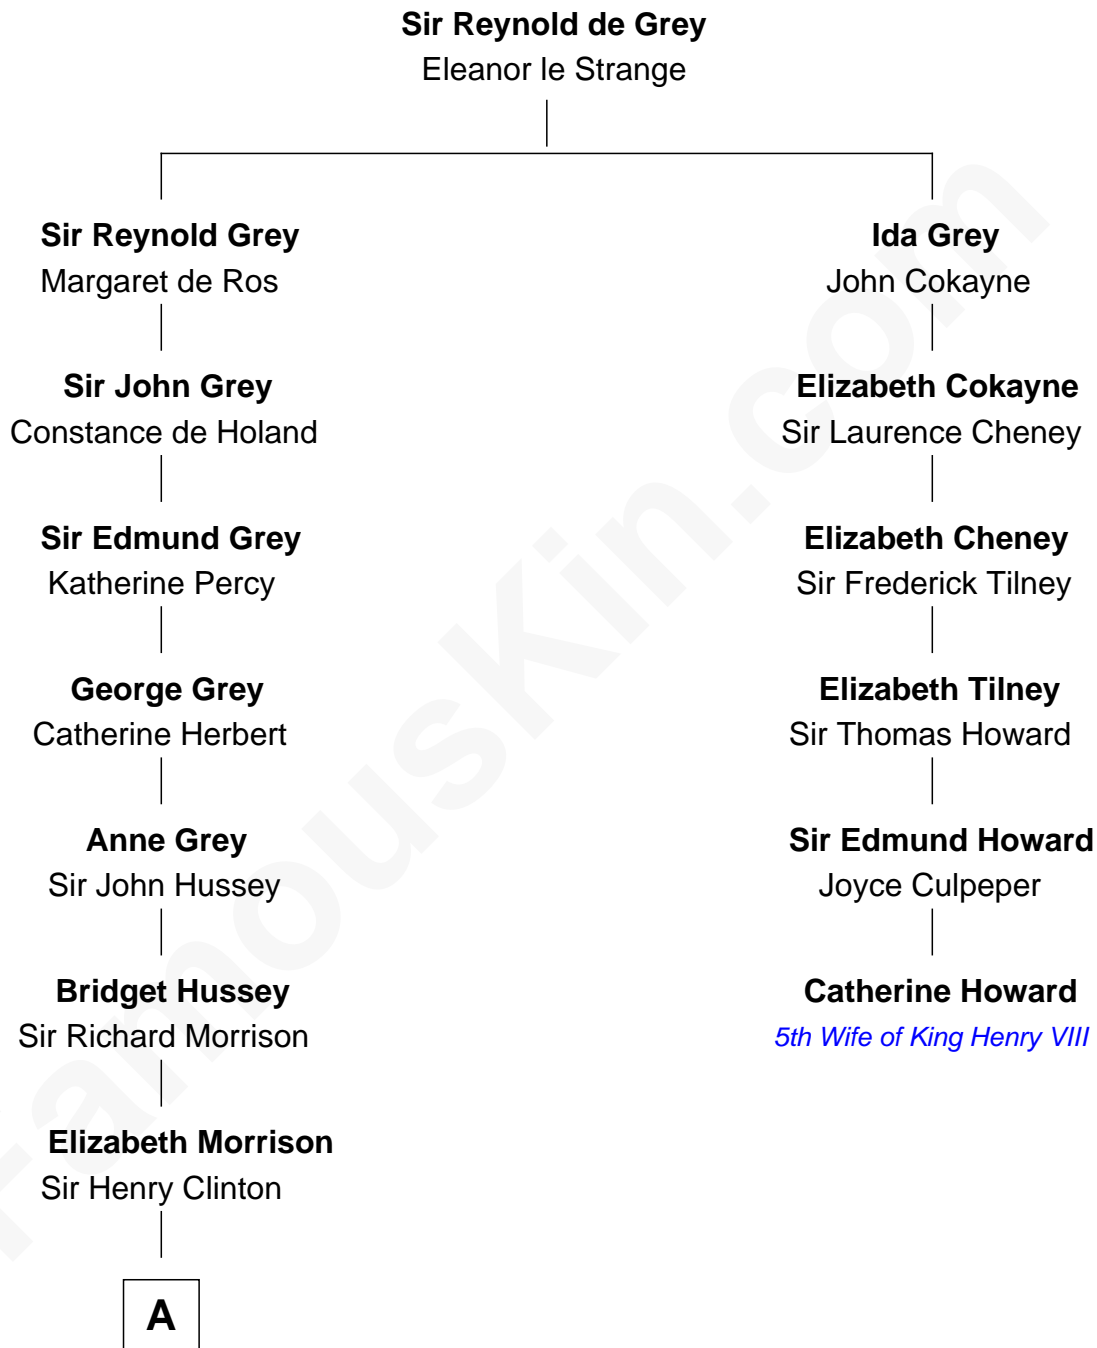 Sir Reynold de Grey
Eleanor le Strange
Sir Reynold Grey
Margaret de Ros
Ida Grey
John Cokayne
Sir John Grey
Constance de Holand
Elizabeth Cokayne
Sir Laurence Cheney
Sir Edmund Grey
Katherine Percy
Elizabeth Cheney
Sir Frederick Tilney
George Grey
Catherine Herbert
Elizabeth Tilney
Sir Thomas Howard
Anne Grey
Sir John Hussey
Sir Edmund Howard
Joyce Culpeper
Bridget Hussey
Sir Richard Morrison
Catherine Howard
5th Wife of King Henry VIII
Elizabeth Morrison
Sir Henry Clinton
A
FamousKin.com